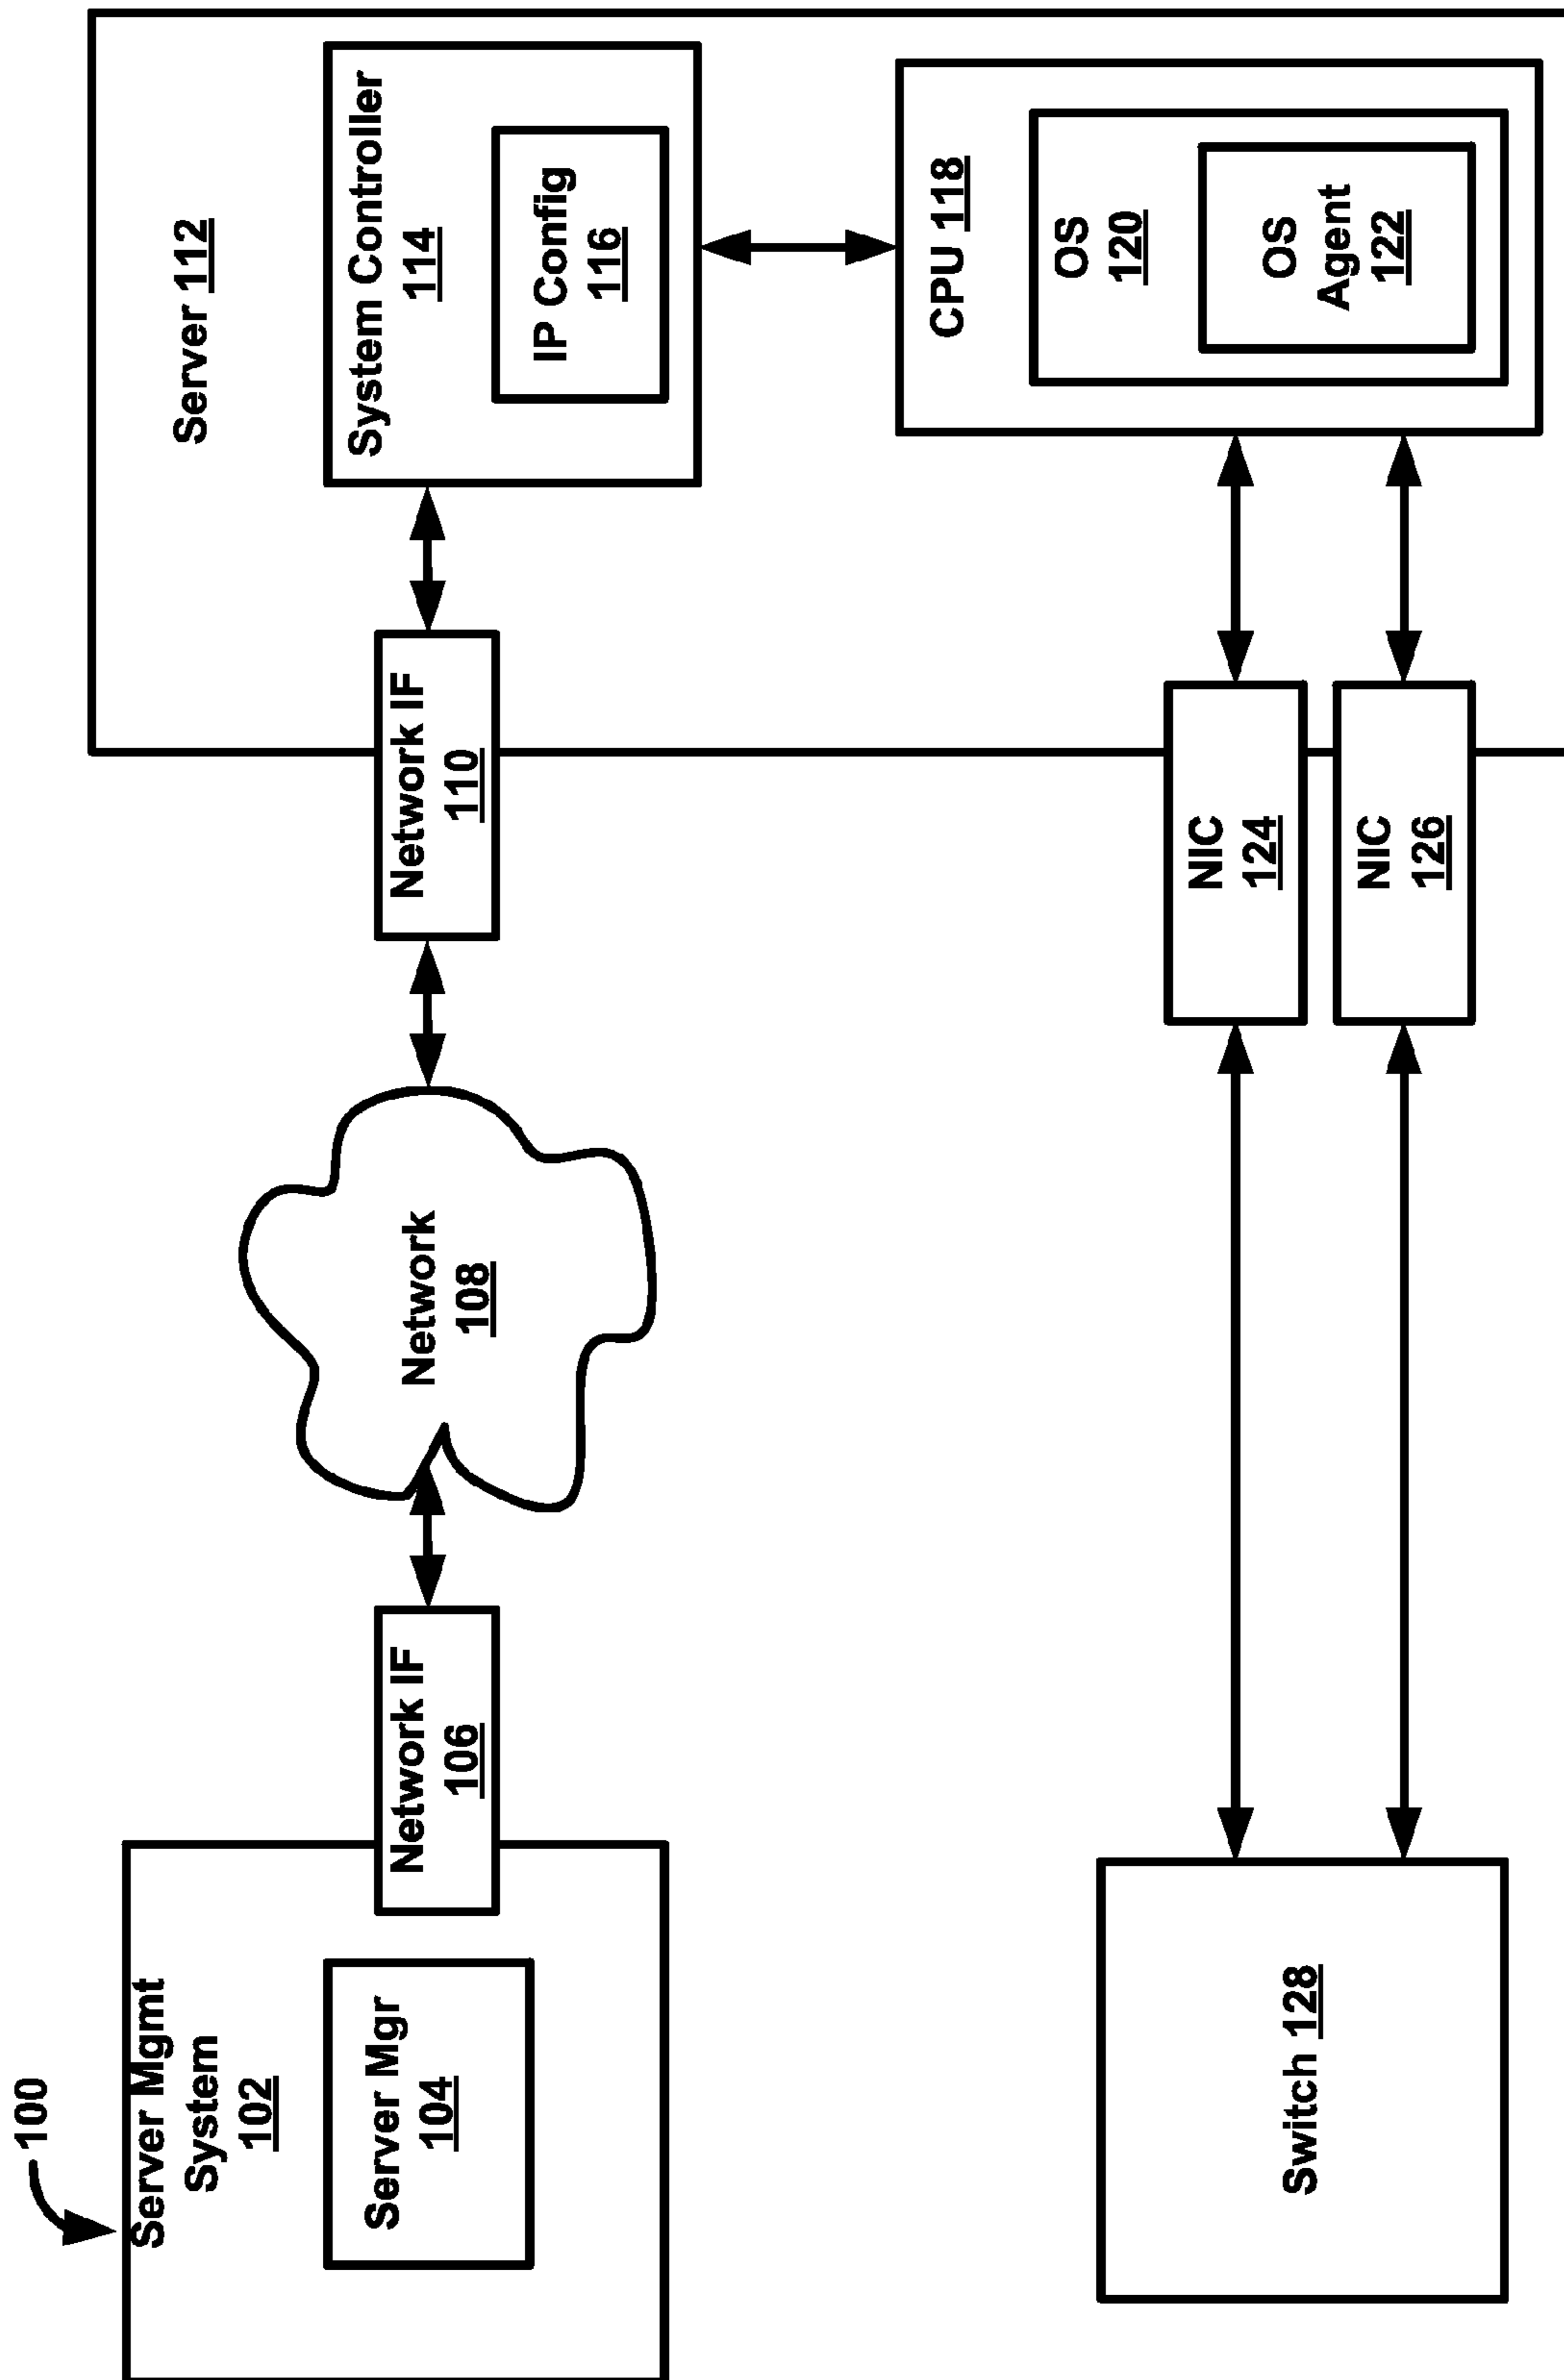 100
Server Mgmt
System
102
Server Mgr
104
Network IF
106
Network
108
Network IF
110
Server 112
System Controller
114
IP Config
116
CPU 118
OS
120
OS
Agent
122
NIC
124
NIC
126
Switch 128